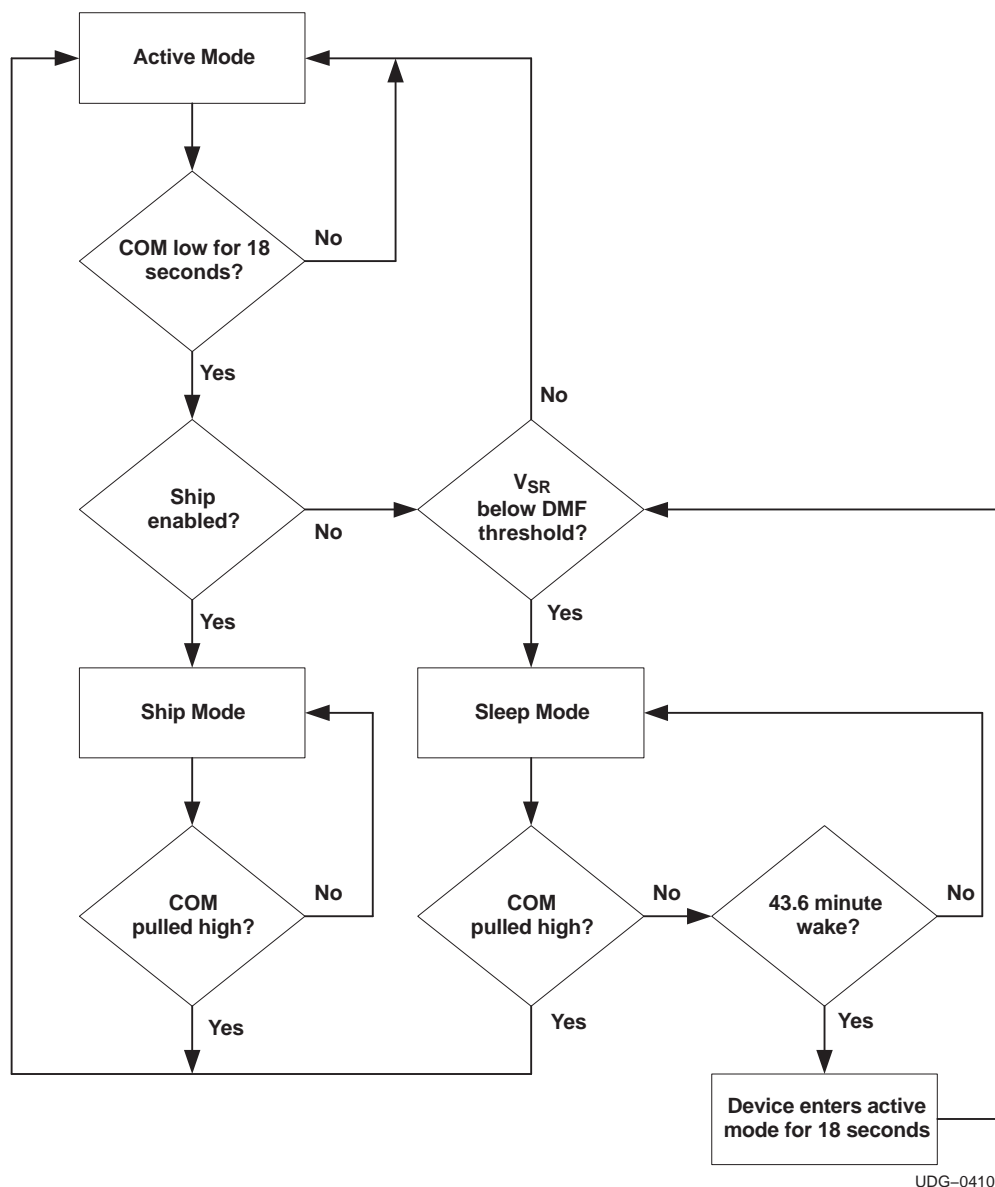 Active Mode
COM low for 18
seconds?
No
Yes
No
Ship
enabled?
No
V_SR
below DMF
threshold?
Yes
Yes
Ship Mode
Sleep Mode
COM
pulled high?
No
COM
pulled high?
No
43.6 minute
wake?
No
Yes
Yes
Yes
Device enters active
mode for 18 seconds
UDG–0410